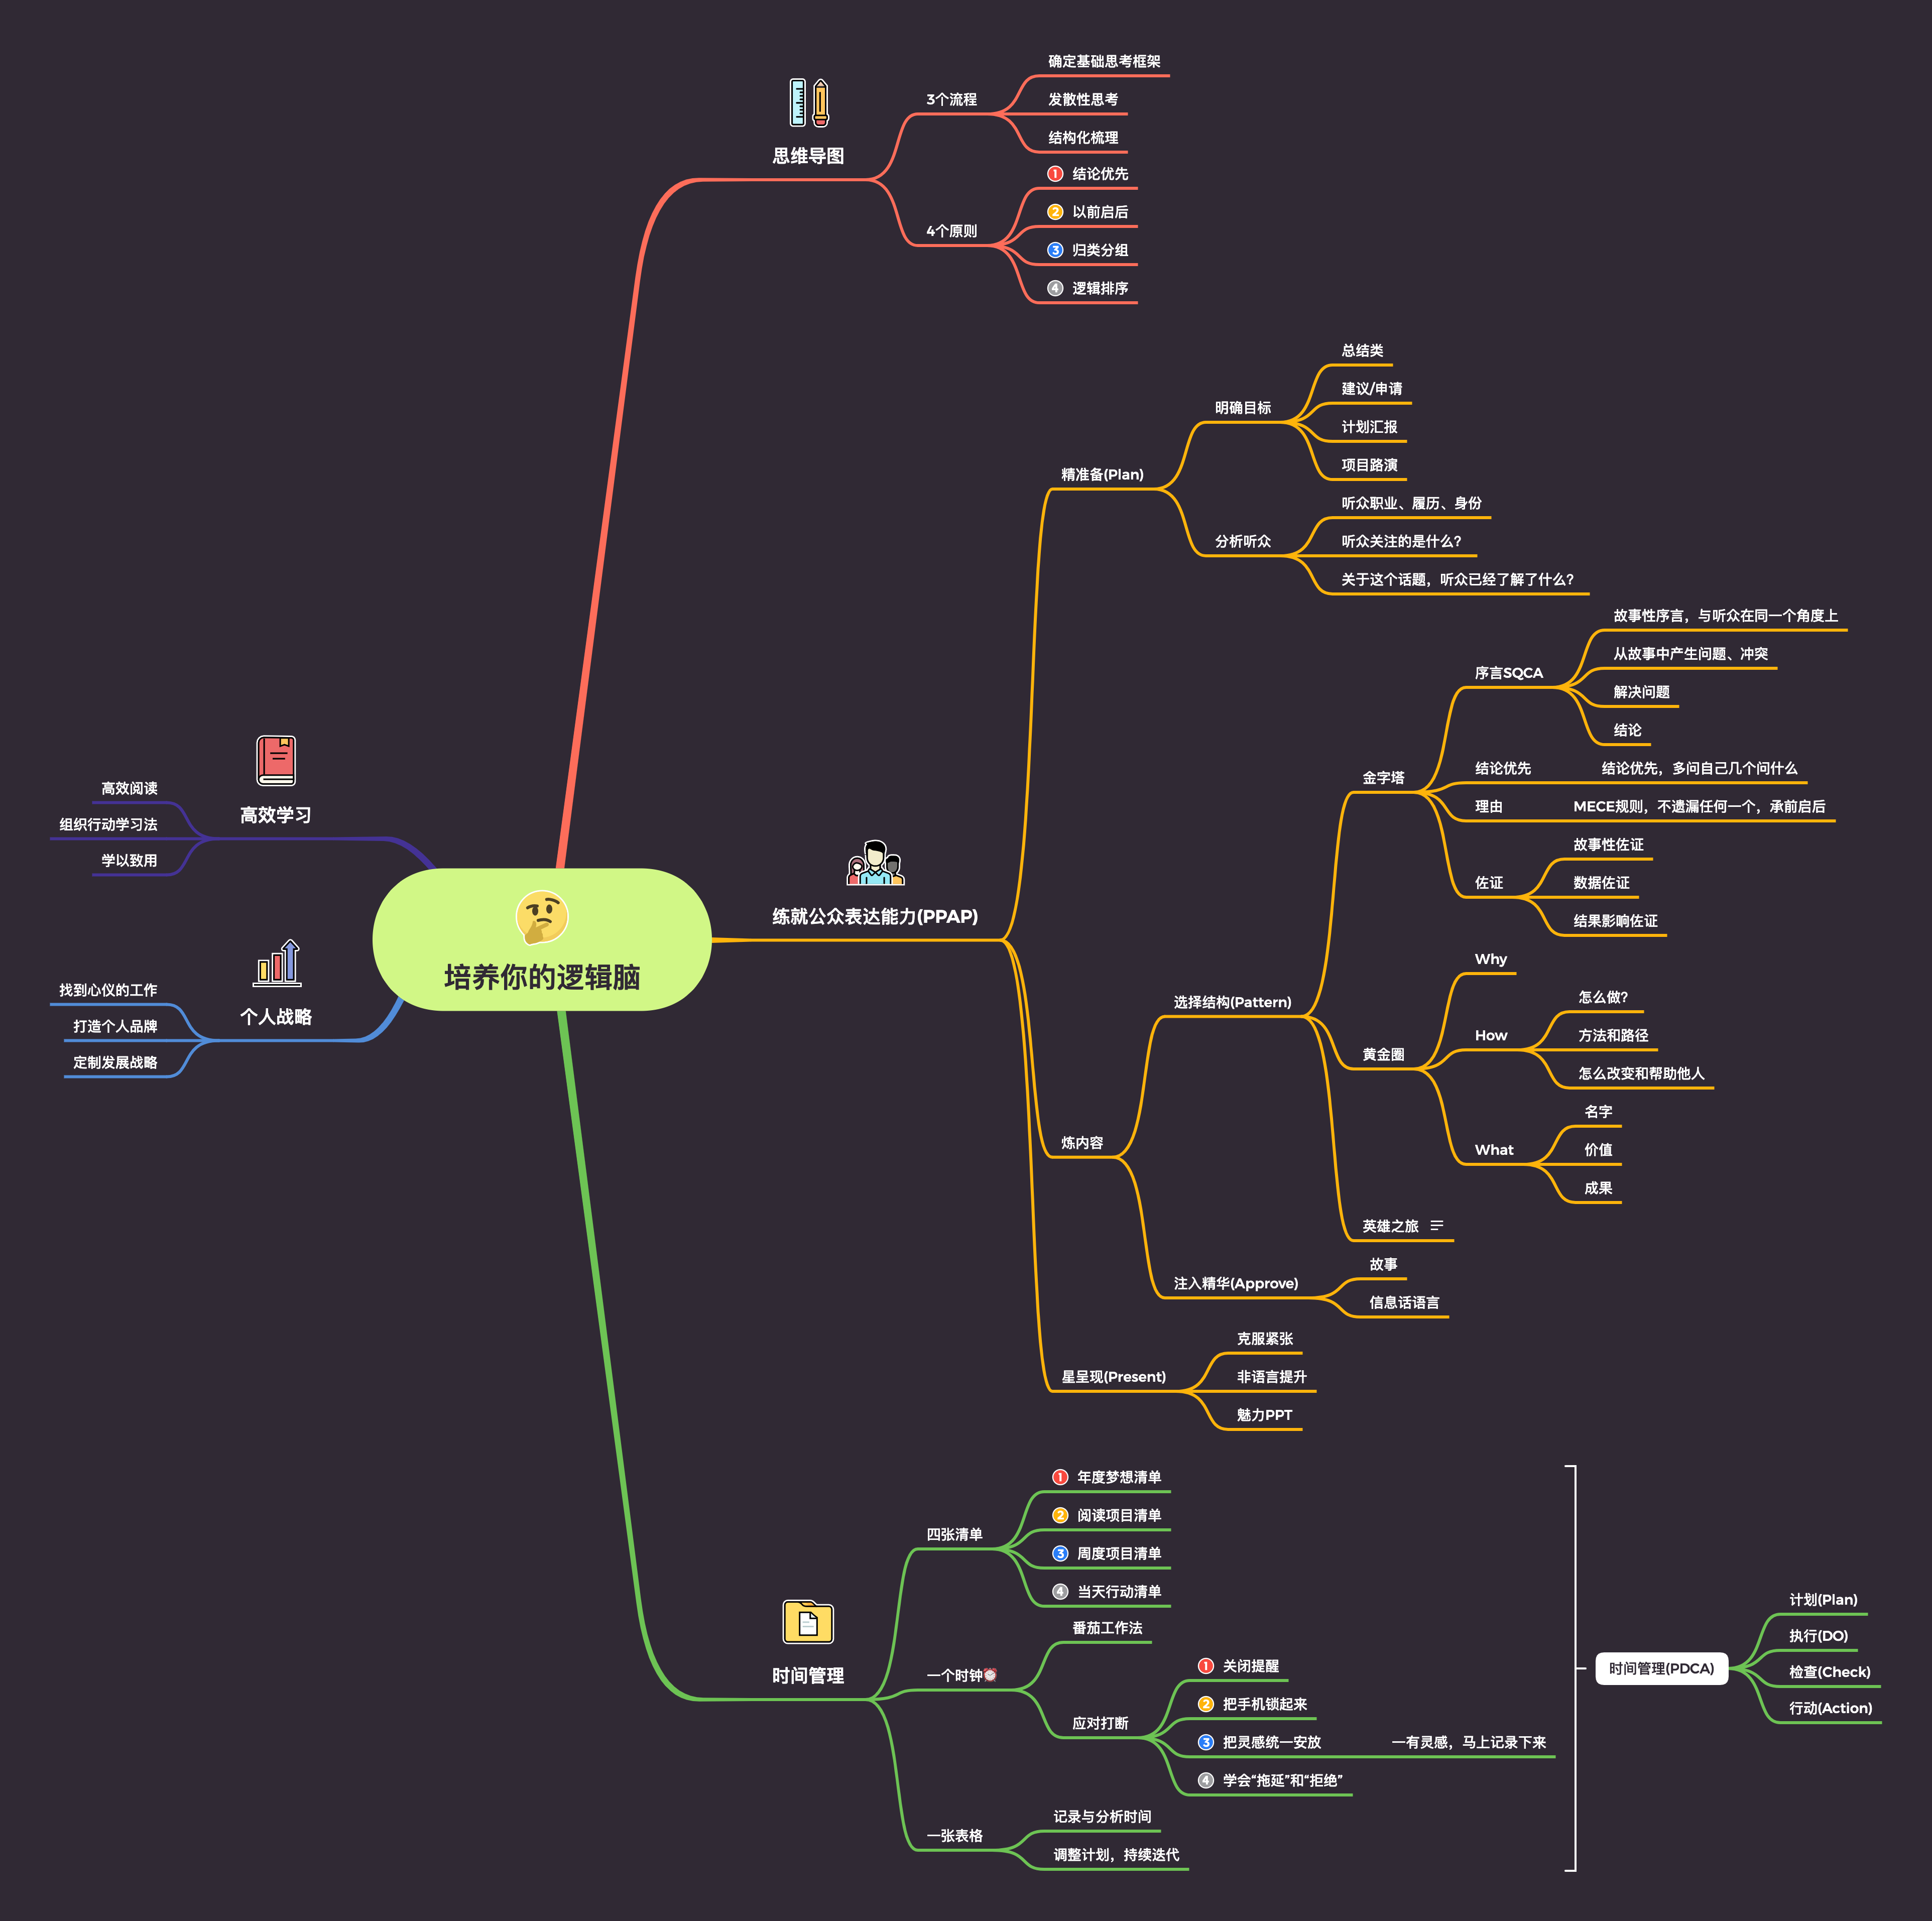 培养你的逻辑脑
思维导图
3个流程
确定基础思考框架
发散性思考
结构化梳理
4个原则
1 结论优先
2 以前启后
3 归类分组
4 逻辑排序
练就公众表达能力(PPAP)
精准备(Plan)
明确目标
总结类
建议/申请
计划汇报
项目路演
分析听众
听众职业、履历、身份
听众关注的是什么?
关于这个话题，听众已经了解了什么?
炼内容
选择结构(Pattern)
金字塔
序言SQCA
故事性序言，与听众在同一个角度上
从故事中产生问题、冲突
解决问题
结论
结论优先
结论优先，多问自己几个问什么
理由
MECE规则，不遗漏任何一个，承前启后
佐证
故事性佐证
数据佐证
结果影响佐证
黄金圈
Why
How
怎么做?
方法和路径
怎么改变和帮助他人
What
名字
价值
成果
英雄之旅
注入精华(Approve)
故事
信息话语言
星呈现(Present)
克服紧张
非语言提升
魅力PPT
时间管理
四张清单
1 年度梦想清单
2 阅读项目清单
3 周度项目清单
4 当天行动清单
一个时钟⏰
番茄工作法
应对打断
1 关闭提醒
2 把手机锁起来
3 把灵感统一安放
一有灵感，马上记录下来
4 学会“拖延”和“拒绝”
一张表格
记录与分析时间
调整计划，持续迭代
时间管理(PDCA)
计划(Plan)
执行(DO)
检查(Check)
行动(Action)
高效学习
高效阅读
组织行动学习法
学以致用
个人战略
找到心仪的工作
打造个人品牌
定制发展战略